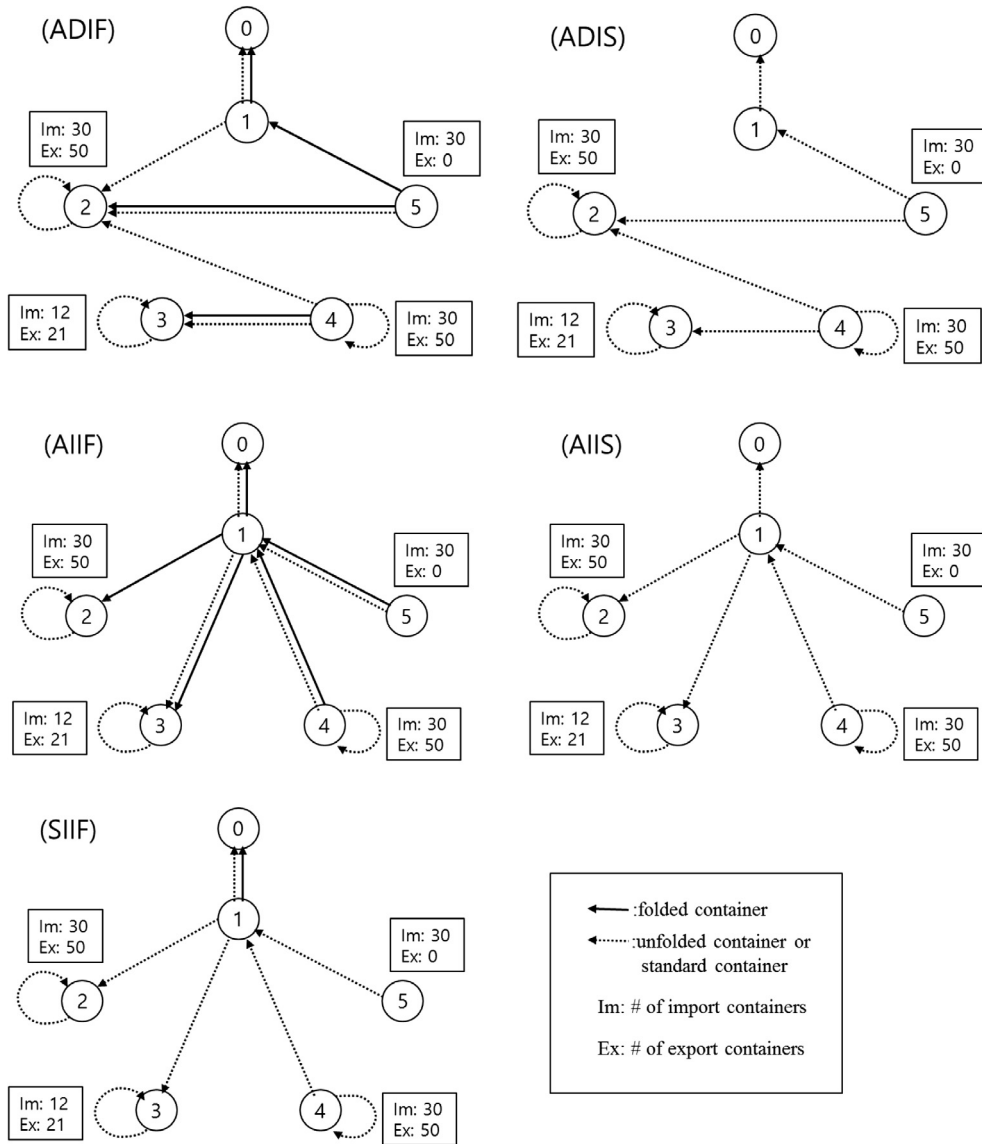 (ADIF)
0
1
Im: 30
Ex: 50
Im: 30
Ex: 0
2
5
Im: 12
Ex: 21
3
4
Im: 30
Ex: 50
(ADIS)
0
1
Im: 30
Ex: 50
Im: 30
Ex: 0
2
5
Im: 12
Ex: 21
3
4
Im: 30
Ex: 50
(AIIF)
0
1
Im: 30
Ex: 50
Im: 30
Ex: 0
2
5
Im: 12
Ex: 21
3
4
Im: 30
Ex: 50
(AIIS)
0
1
Im: 30
Ex: 50
Im: 30
Ex: 0
2
5
Im: 12
Ex: 21
3
4
Im: 30
Ex: 50
(SIIF)
0
1
Im: 30
Ex: 50
Im: 30
Ex: 0
2
5
Im: 12
Ex: 21
3
4
Im: 30
Ex: 50
:folded container
:unfolded container or
standard container
Im: # of import containers
Ex: # of export containers